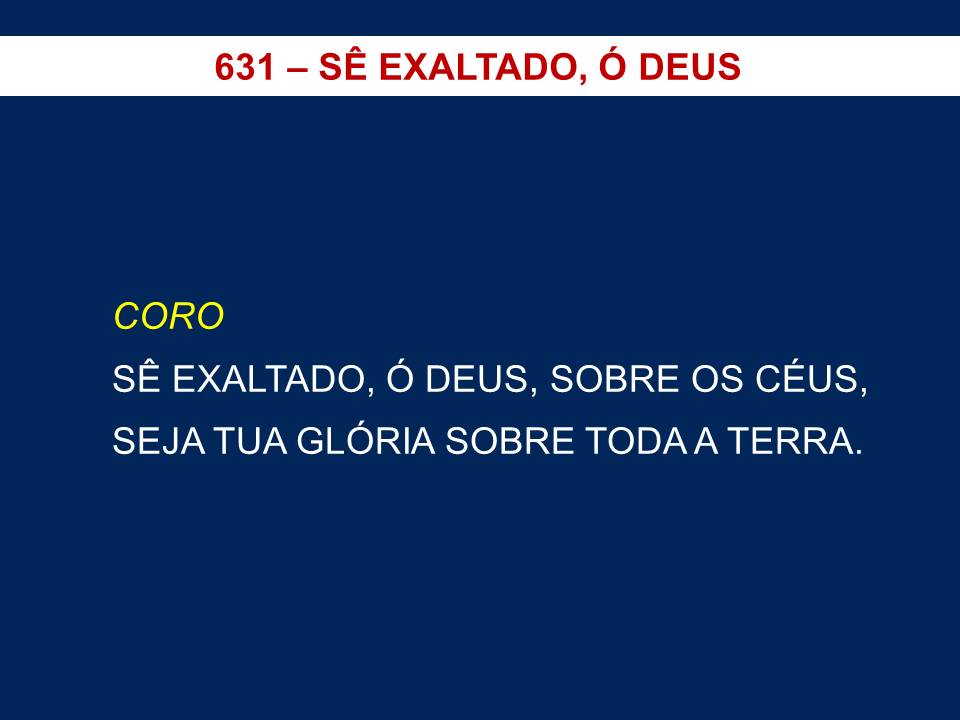 631 – SÊ EXALTADO, Ó DEUS
CORO
SÊ EXALTADO, Ó DEUS, SOBRE OS CÉUS,
SEJA TUA GLÓRIA SOBRE TODA A TERRA.